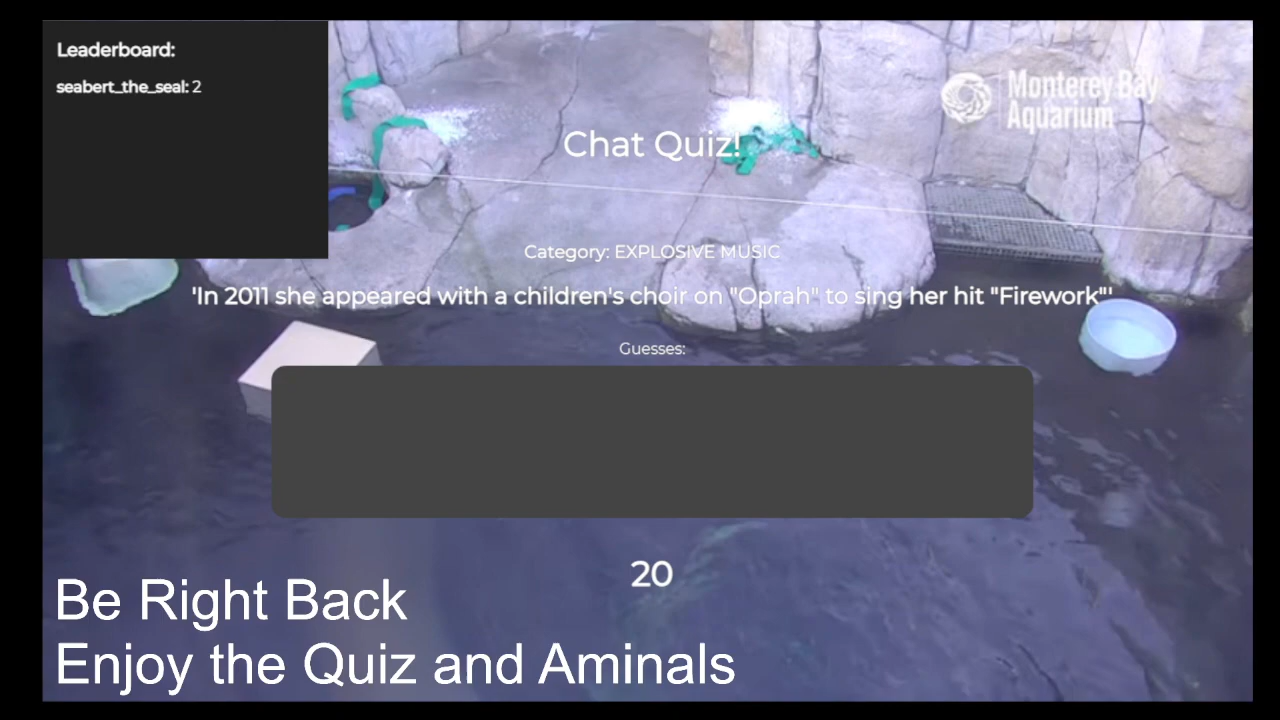 Leaderboard:
seabert_the_seal: 2
Monterey Bay
Aquarium
Chat Quiz!
Category: EXPLOSIVE MUSIC
'In 2011 she appeared with a children's choir on "Oprah" to sing her hit "Firework"'
Guesses:
20
Be Right Back
Enjoy the Quiz and Aminals